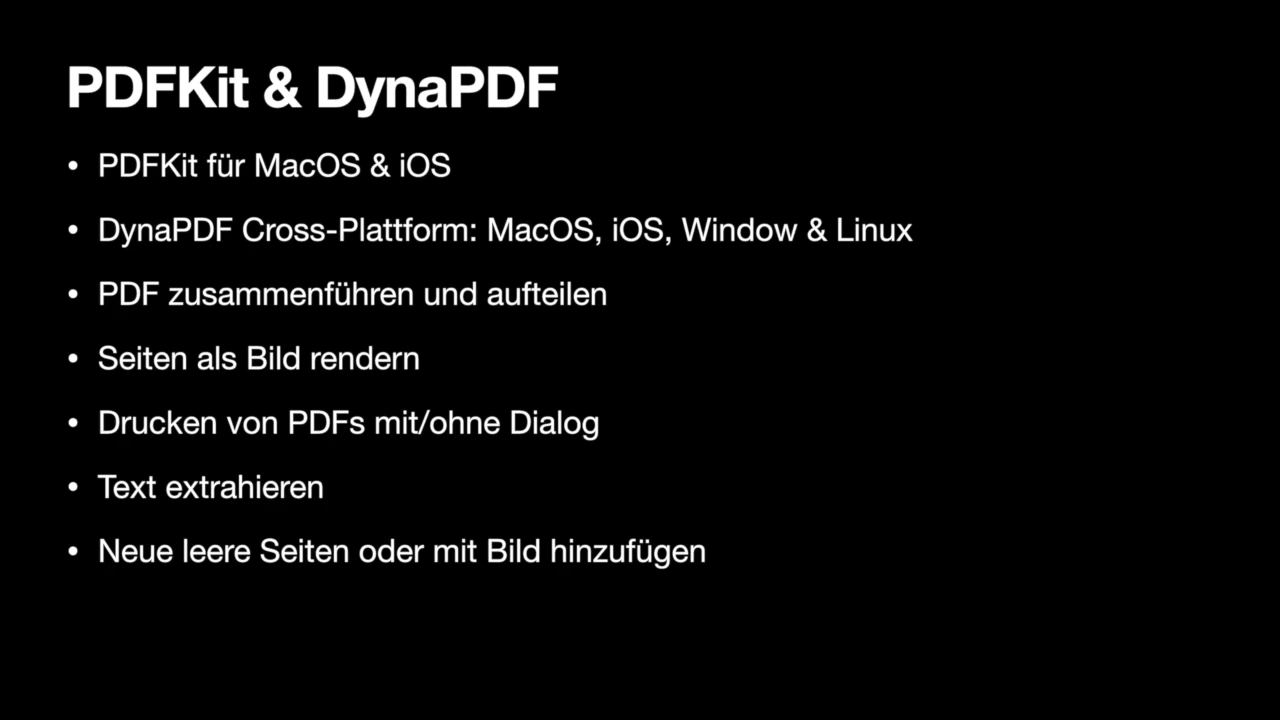 PDFKit & DynaPDF
• PDFKit für MacOS & iOS
• DynaPDF Cross-Plattform: MacOS, iOS, Window & Linux
• PDF zusammenführen und aufteilen
• Seiten als Bild rendern
• Drucken von PDFs mit/ohne Dialog
• Text extrahieren
• Neue leere Seiten oder mit Bild hinzufügen